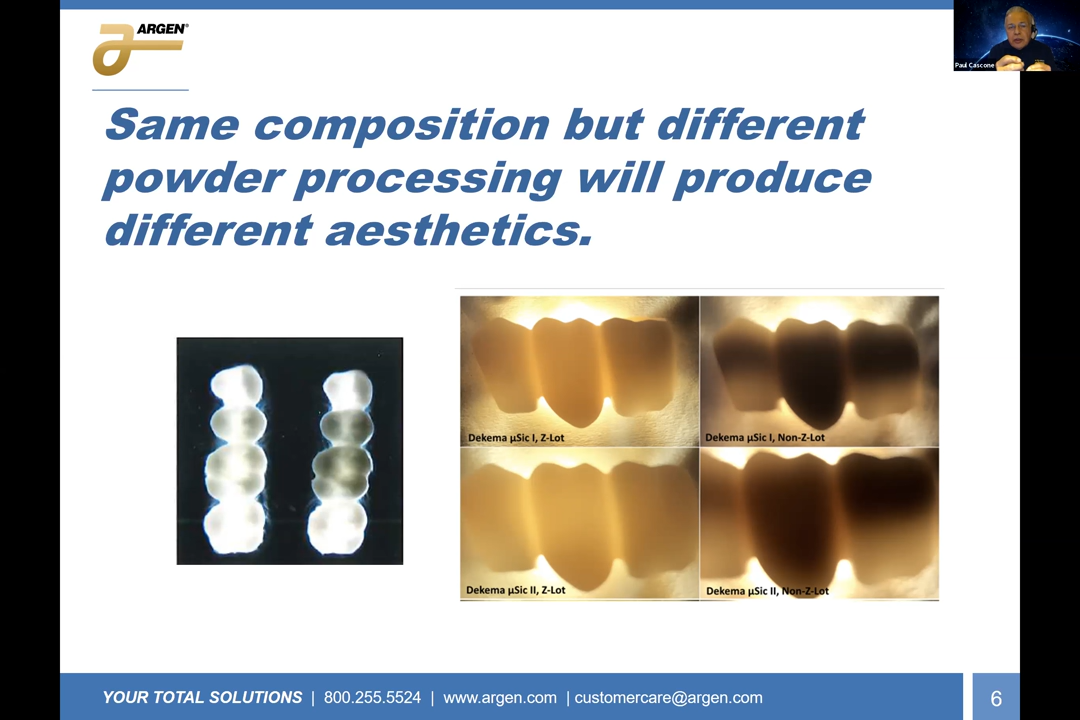 ARGEN®
Paul Cascone
Same composition but different
powder processing will produce
different aesthetics.
Dekema µSic I, Z-Lot
Dekema µSic I, Non-Z-Lot
Dekema µSic II, Z-Lot
Dekema µSic II, Non-Z-Lot
YOUR TOTAL SOLUTIONS | 800.255.5524 | www.argen.com | customercare@argen.com
6